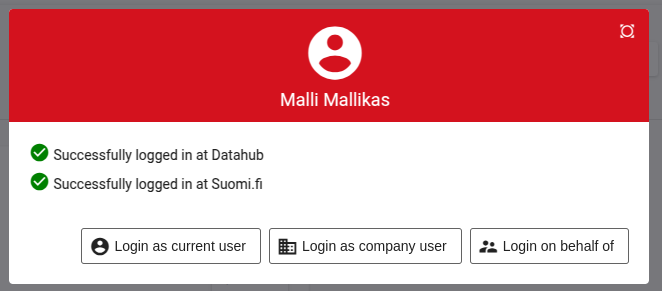 Malli Mallikas
Successfully logged in at Datahub
Successfully logged in at Suomi.fi
Login as current user
Login as company user
Login on behalf of